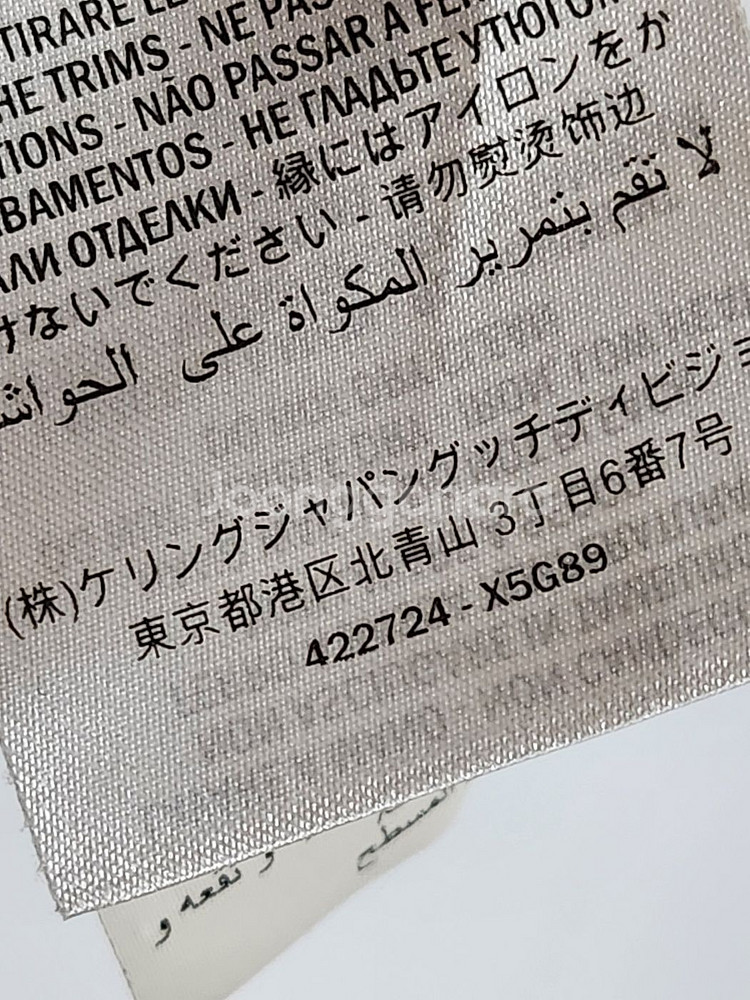 TIRARE
HE TRIMS - NE PAS
TIONS - NÃO PASSAR A
BAMENTOS - НЕ ГЛАДЬТЕ УТЮГОМ
ЛИ ОТДЕЛКИ - 縁にはアイロンをか
けないでください - 请勿熨烫饰边
لا تقم بتمرير المكواة على الحواش
(株)ケリングジャパングッチディビジョ
東京都港区北青山 3丁目6番7号
422724 - X5G89
المسطح
و نقعه و